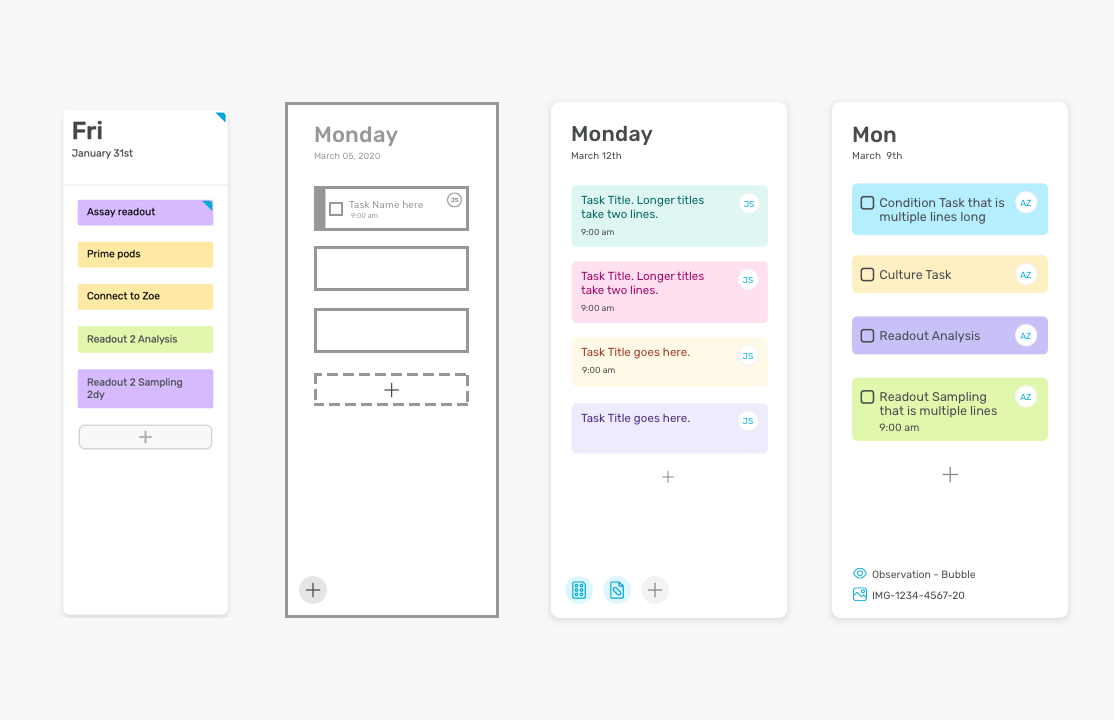 Fri
January 31st
Assay readout
Prime pods
Connect to Zoe
Readout 2 Analysis
Readout 2 Sampling
2dy
Monday
March 05, 2020
Task Name here
JS
9:00 am
Monday
March 12th
Task Title. Longer titles
take two lines.
JS
9:00 am
Task Title. Longer titles
take two lines.
JS
9:00 am
Task Title goes here.
JS
9:00 am
Task Title goes here.
JS
Mon
March 9th
Condition Task that is
multiple lines long
AZ
Culture Task
AZ
Readout Analysis
AZ
Readout Sampling
that is multiple lines
AZ
9:00 am
Observation - Bubble
IMG-1234-4567-20